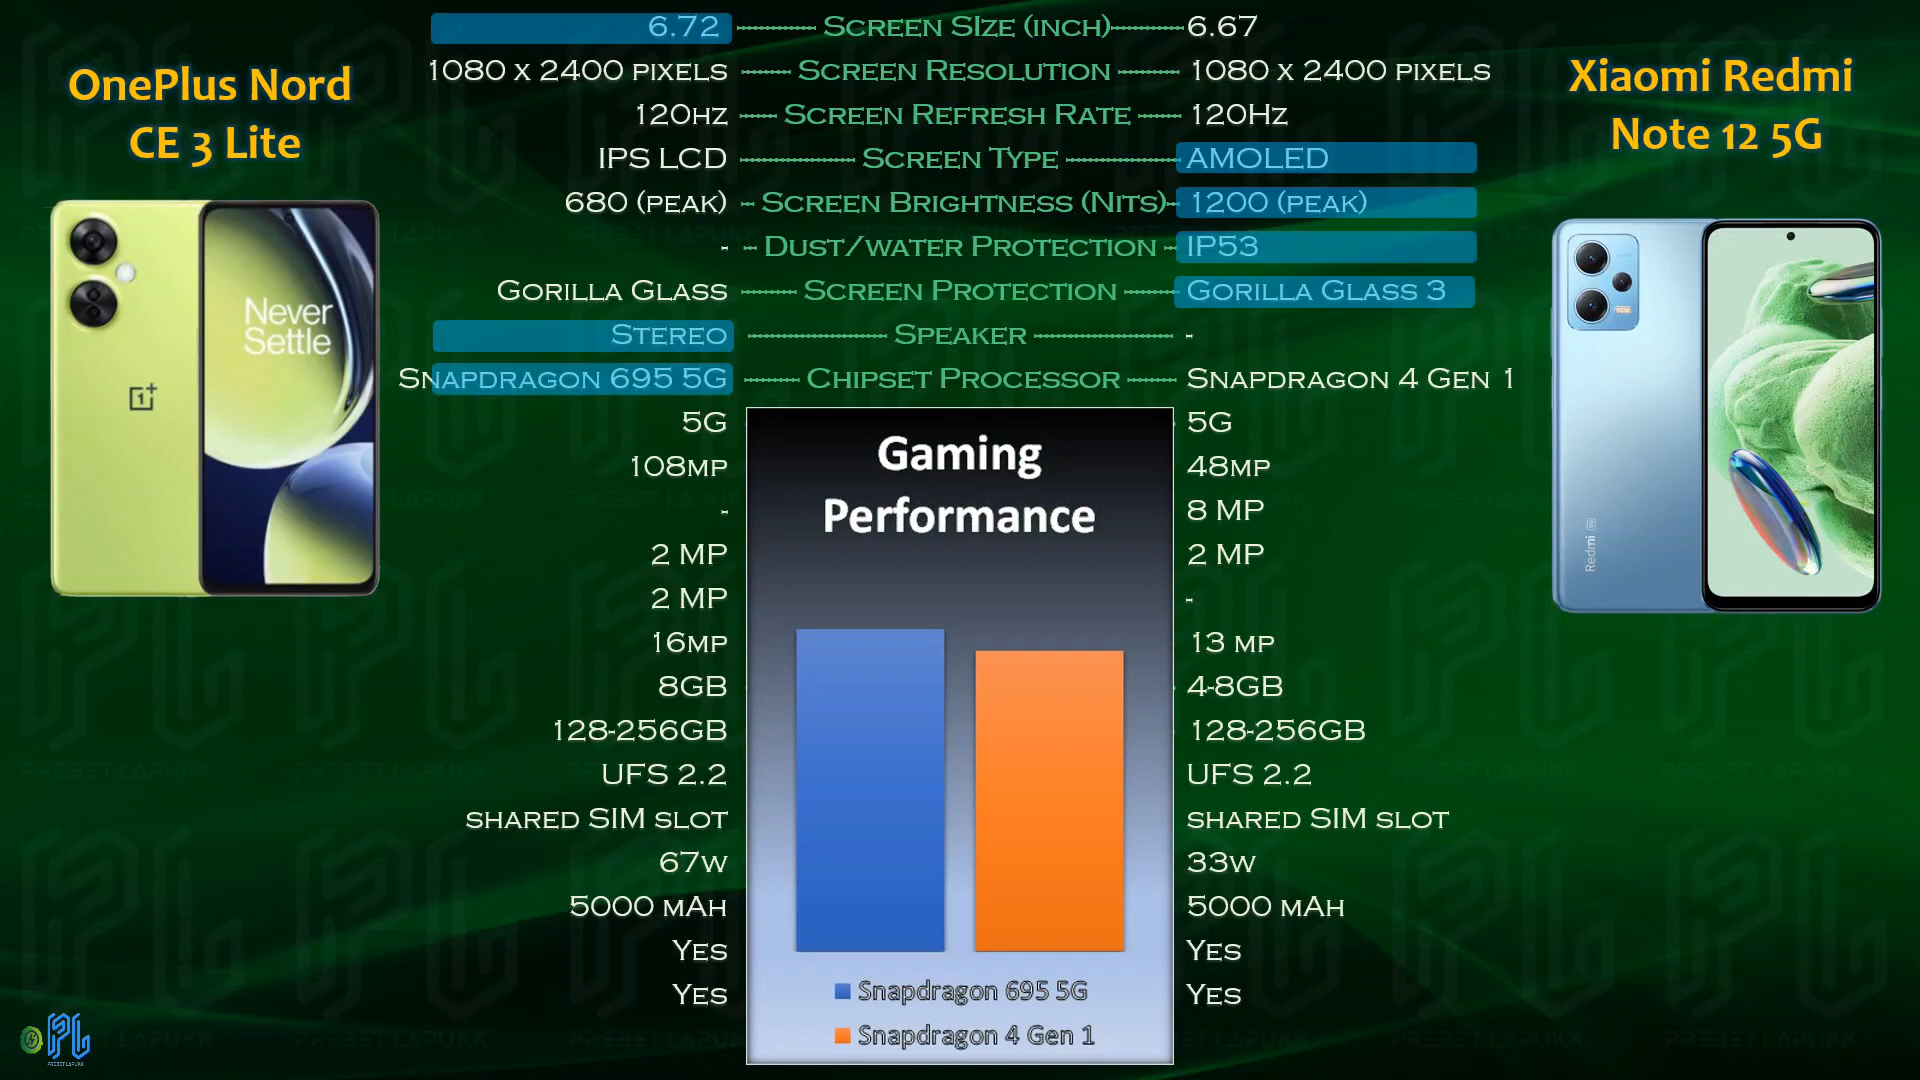 OnePlus Nord
CE 3 Lite
Xiaomi Redmi
Note 12 5G
6.72 Screen SIze (inch) 6.67
1080 x 2400 pixels Screen Resolution 1080 x 2400 pixels
120hz Screen Refresh Rate 120Hz
IPS LCD Screen Type AMOLED
680 (peak) Screen Brightness (Nits) 1200 (peak)
- Dust/water Protection IP53
Gorilla Glass Screen Protection Gorilla Glass 3
Stereo Speaker -
Snapdragon 695 5G Chipset Processor Snapdragon 4 Gen 1
5G 5G
108mp 48mp
- 8 MP
2 MP 2 MP
2 MP -
16mp 13 mp
8GB 4-8GB
128-256GB 128-256GB
UFS 2.2 UFS 2.2
shared SIM slot shared SIM slot
67w 33w
5000 mAh 5000 mAh
Yes Yes
Yes Yes
Gaming
Performance
Snapdragon 695 5G
Snapdragon 4 Gen 1
Never
Settle
Redmi 5G
PREBET LAPUKK